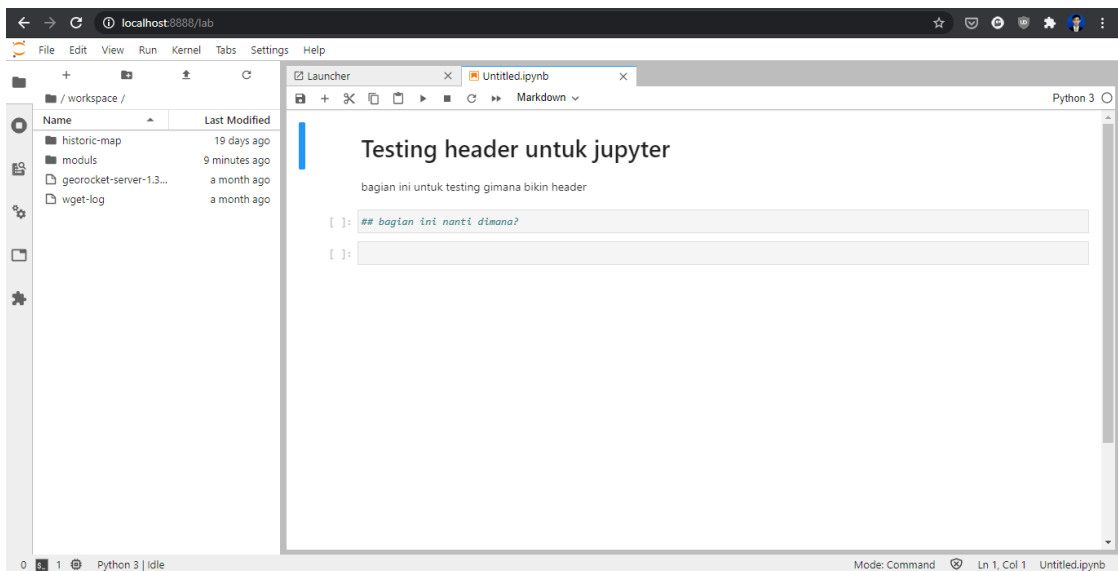 localhost:8888/lab
File Edit View Run Kernel Tabs Settings Help
/ workspace /
Name Last Modified
historic-map 19 days ago
moduls 9 minutes ago
georocket-server-1.3... a month ago
wget-log a month ago
Launcher Untitled.ipynb
Markdown Python 3
Testing header untuk jupyter
bagian ini untuk testing gimana bikin header
[ ]: ## bagian ini nanti dimana?
[ ]:
0 1 Python 3 | Idle Mode: Command Ln 1, Col 1 Untitled.ipynb